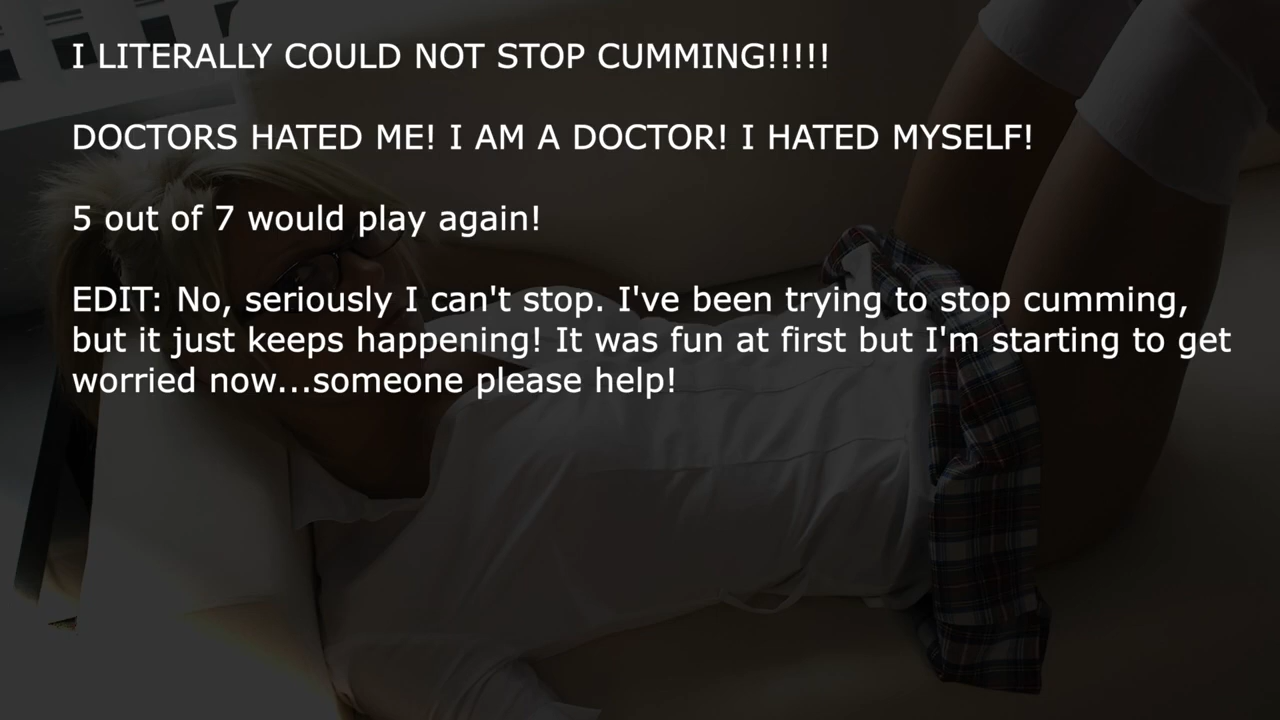 I LITERALLY COULD NOT STOP CUMMING!!!!!
DOCTORS HATED ME! I AM A DOCTOR! I HATED MYSELF!
5 out of 7 would play again!
EDIT: No, seriously I can't stop. I've been trying to stop cumming,
but it just keeps happening! It was fun at first but I'm starting to get
worried now...someone please help!